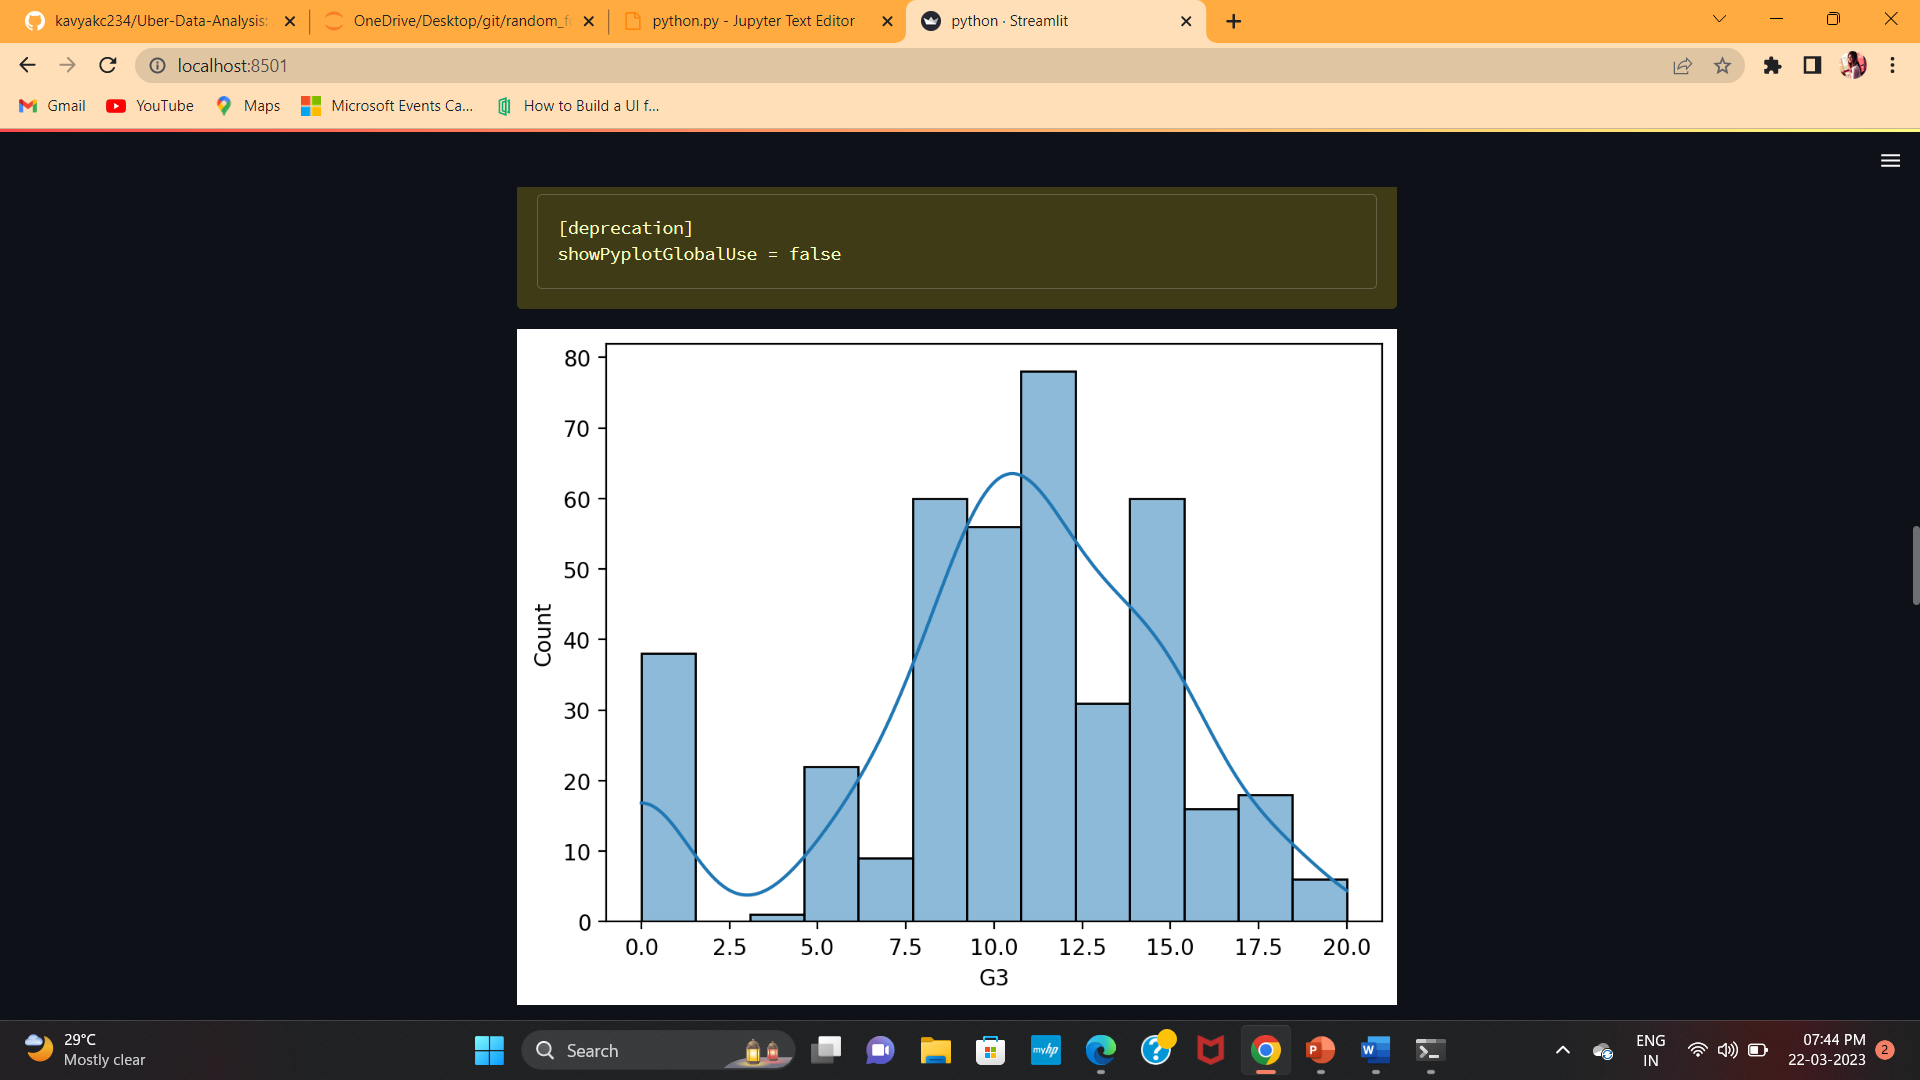 kavyakc234/Uber-Data-Analysis:
OneDrive/Desktop/git/random_f
python.py - Jupyter Text Editor
python · Streamlit
localhost:8501
Gmail
YouTube
Maps
Microsoft Events Ca...
How to Build a UI f...
[deprecation]
showPyplotGlobalUse = false
80
70
60
50
40
30
20
10
0
Count
0.0 2.5 5.0 7.5 10.0 12.5 15.0 17.5 20.0
G3
29°C
Mostly clear
Search
myhp
ENG
IN
07:44 PM
22-03-2023
2